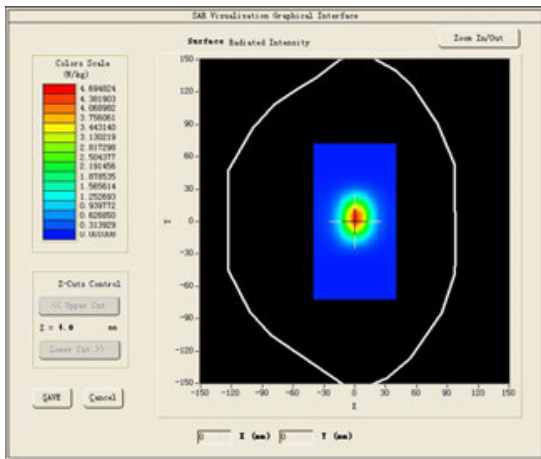 SAR Visualisation Graphical Interface
Surface Radiated Intensity
Zoom In/Out
Colors Scale
(W/kg)
4.694824
4.381903
4.068982
3.756061
3.443140
3.130219
2.817298
2.504377
2.191456
1.878535
1.565614
1.252693
0.939772
0.626850
0.313929
0.001008
150
120
90
60
30
0
-30
-60
-90
-120
-150
Y
-150 -120 -90 -60 -30 0 30 60 90 120 150
X
Z-Cuts Control
<< Upper Cut
Z = 4.0 mm
Lower Cut >>
SAVE Cancel
0 X (mm) 0 Y (mm)